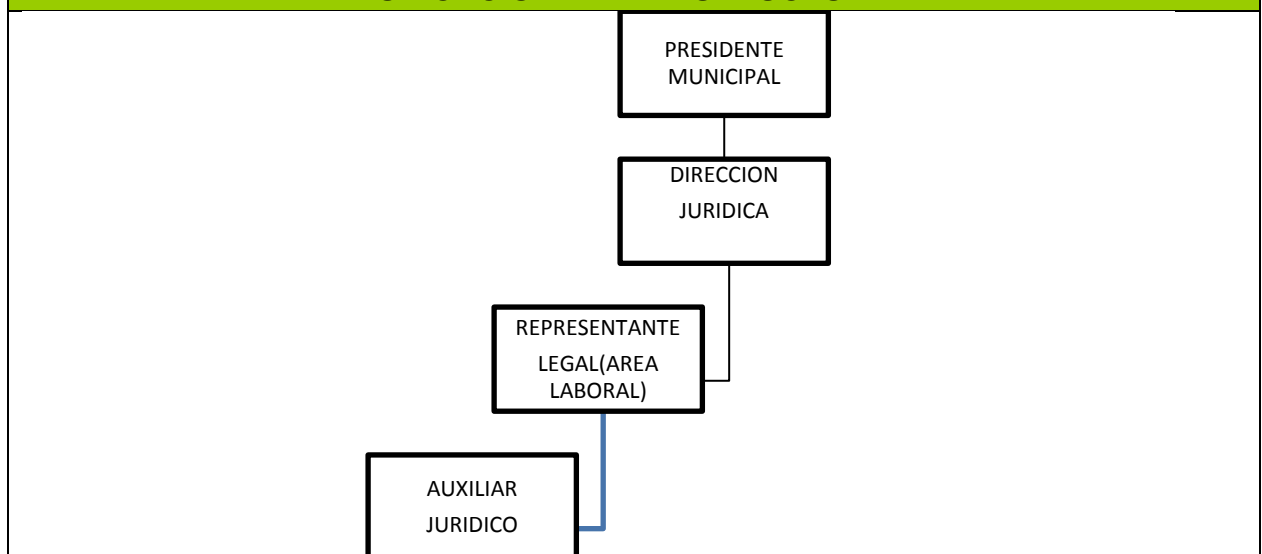 PRESIDENTE
MUNICIPAL
DIRECCION
JURIDICA
REPRESENTANTE
LEGAL(AREA
LABORAL)
AUXILIAR
JURIDICO